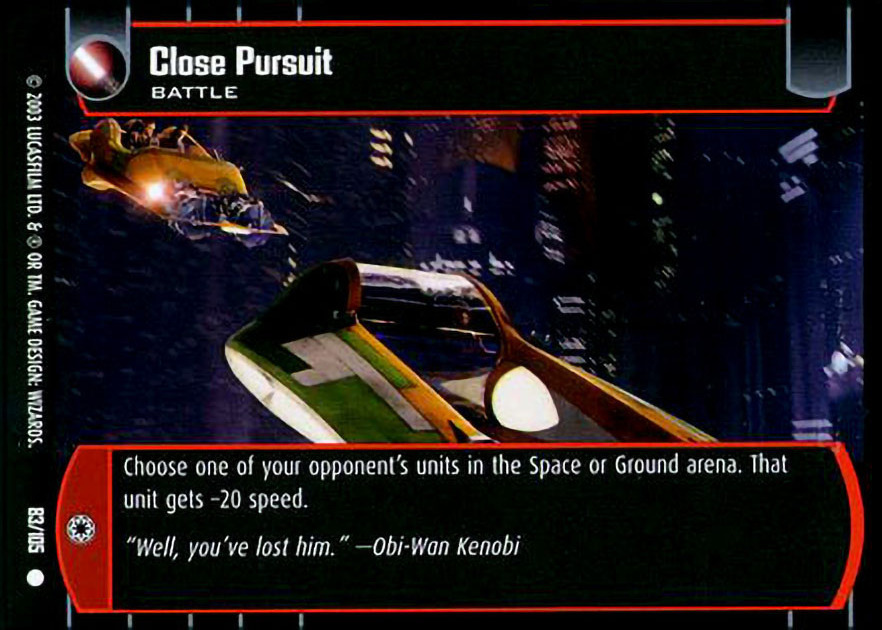 Close Pursuit
BATTLE
Choose one of your opponent's units in the Space or Ground arena. That
unit gets –20 speed.
"Well, you've lost him." —Obi-Wan Kenobi
© 2003 LUCASFILM LTD. & ® OR TM. GAME DESIGN: WIZARDS.
83/105